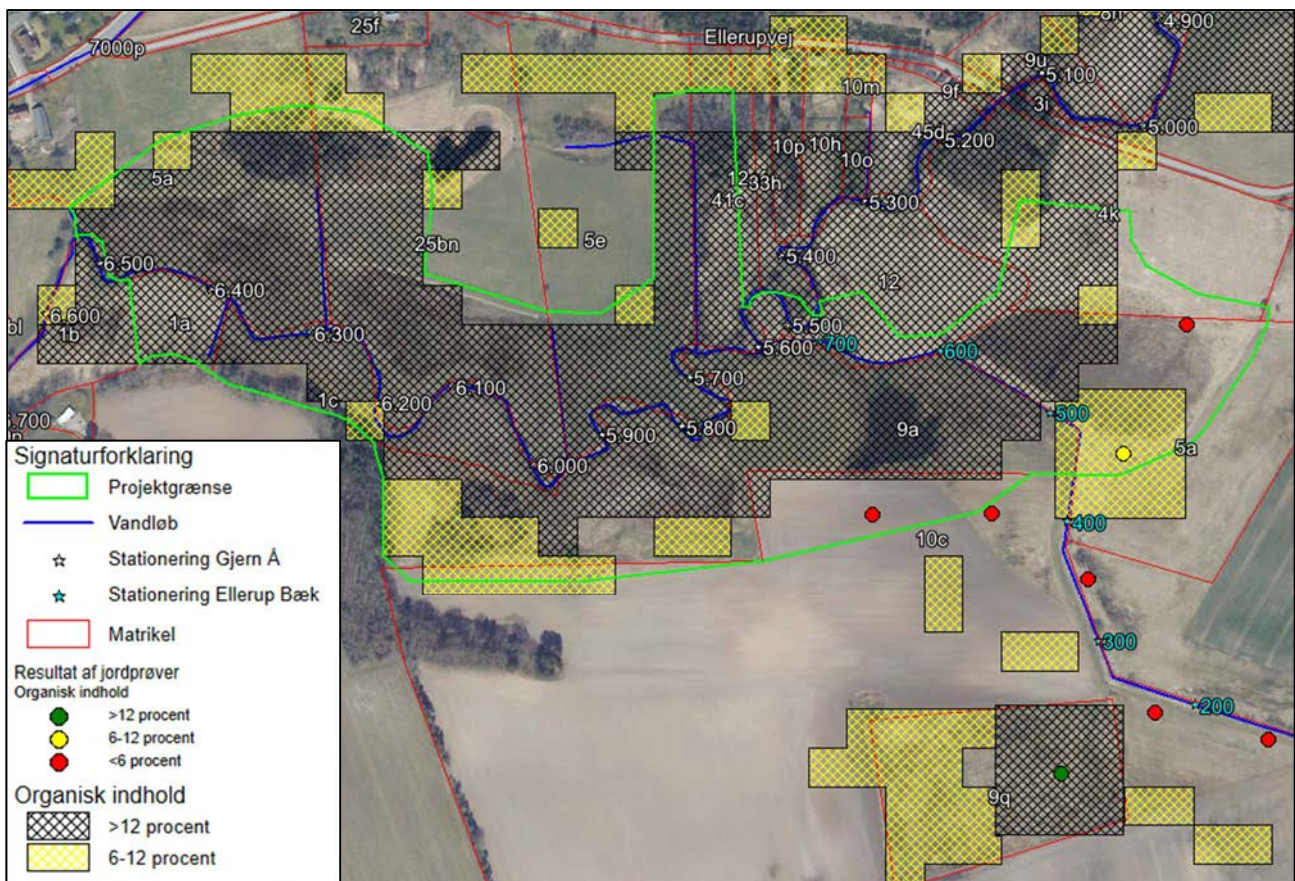 25f
7000p
Ellerupvej
8h
4.900
9u
5.100
10m
9f
3i
5.000
45d
5.200
10p
10h
10o
5a
12
33h
41c
5.300
4k
25bn
5e
5.400
6.500
12
6.400
6.600
1a
5.500
bl
1b
6.300
5.600
700
600
5.700
6.100
1c
6.200
500
5.700
5.900
5.800
9a
5a
6.000
400
10c
300
200
9q
Signaturforklaring
Projektgrænse
Vandløb
Stationering Gjern Å
Stationering Ellerup Bæk
Matrikel
Resultat af jordprøver
Organisk indhold
>12 procent
6-12 procent
<6 procent
Organisk indhold
>12 procent
6-12 procent